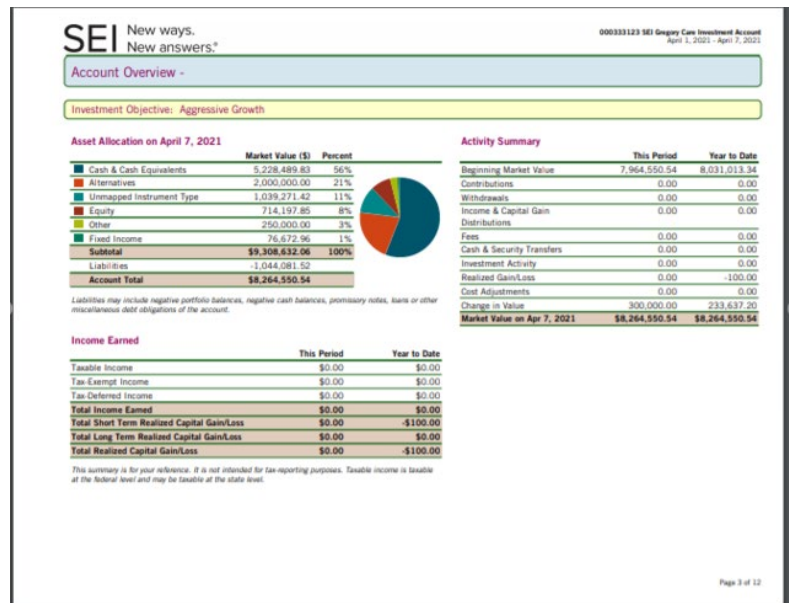 SEI New ways.
New answers.®
000333123 SEI Gregory Care Investment Account
April 1, 2021 - April 7, 2021
Account Overview -
Investment Objective: Aggressive Growth
Asset Allocation on April 7, 2021
Market Value ($) Percent
Cash & Cash Equivalents 5,228,489.83 56%
Alternatives 2,000,000.00 21%
Unmapped Instrument Type 1,039,271.42 11%
Equity 714,197.85 8%
Other 250,000.00 3%
Fixed Income 76,672.96 1%
Subtotal $9,308,632.06 100%
Liabilities -1,044,081.52
Account Total $8,264,550.54
Liabilities may include negative portfolio balances, negative cash balances, promissory notes, loans or other
miscellaneous debt obligations of the account.
Income Earned
This Period Year to Date
Taxable Income $0.00 $0.00
Tax-Exempt Income $0.00 $0.00
Tax-Deferred Income $0.00 $0.00
Total Income Earned $0.00 $0.00
Total Short Term Realized Capital Gain/Loss $0.00 -$100.00
Total Long Term Realized Capital Gain/Loss $0.00 $0.00
Total Realized Capital Gain/Loss $0.00 -$100.00
This summary is for your reference. It is not intended for tax-reporting purposes. Taxable income is taxable
at the federal level and may be taxable at the state level.
Activity Summary
This Period Year to Date
Beginning Market Value 7,964,550.54 8,031,013.34
Contributions 0.00 0.00
Withdrawals 0.00 0.00
Income & Capital Gain 0.00 0.00
Distributions
Fees 0.00 0.00
Cash & Security Transfers 0.00 0.00
Investment Activity 0.00 0.00
Realized Gain/Loss 0.00 -100.00
Cost Adjustments 0.00 0.00
Change in Value 300,000.00 233,637.20
Market Value on Apr 7, 2021 $8,264,550.54 $8,264,550.54
Page 3 of 12